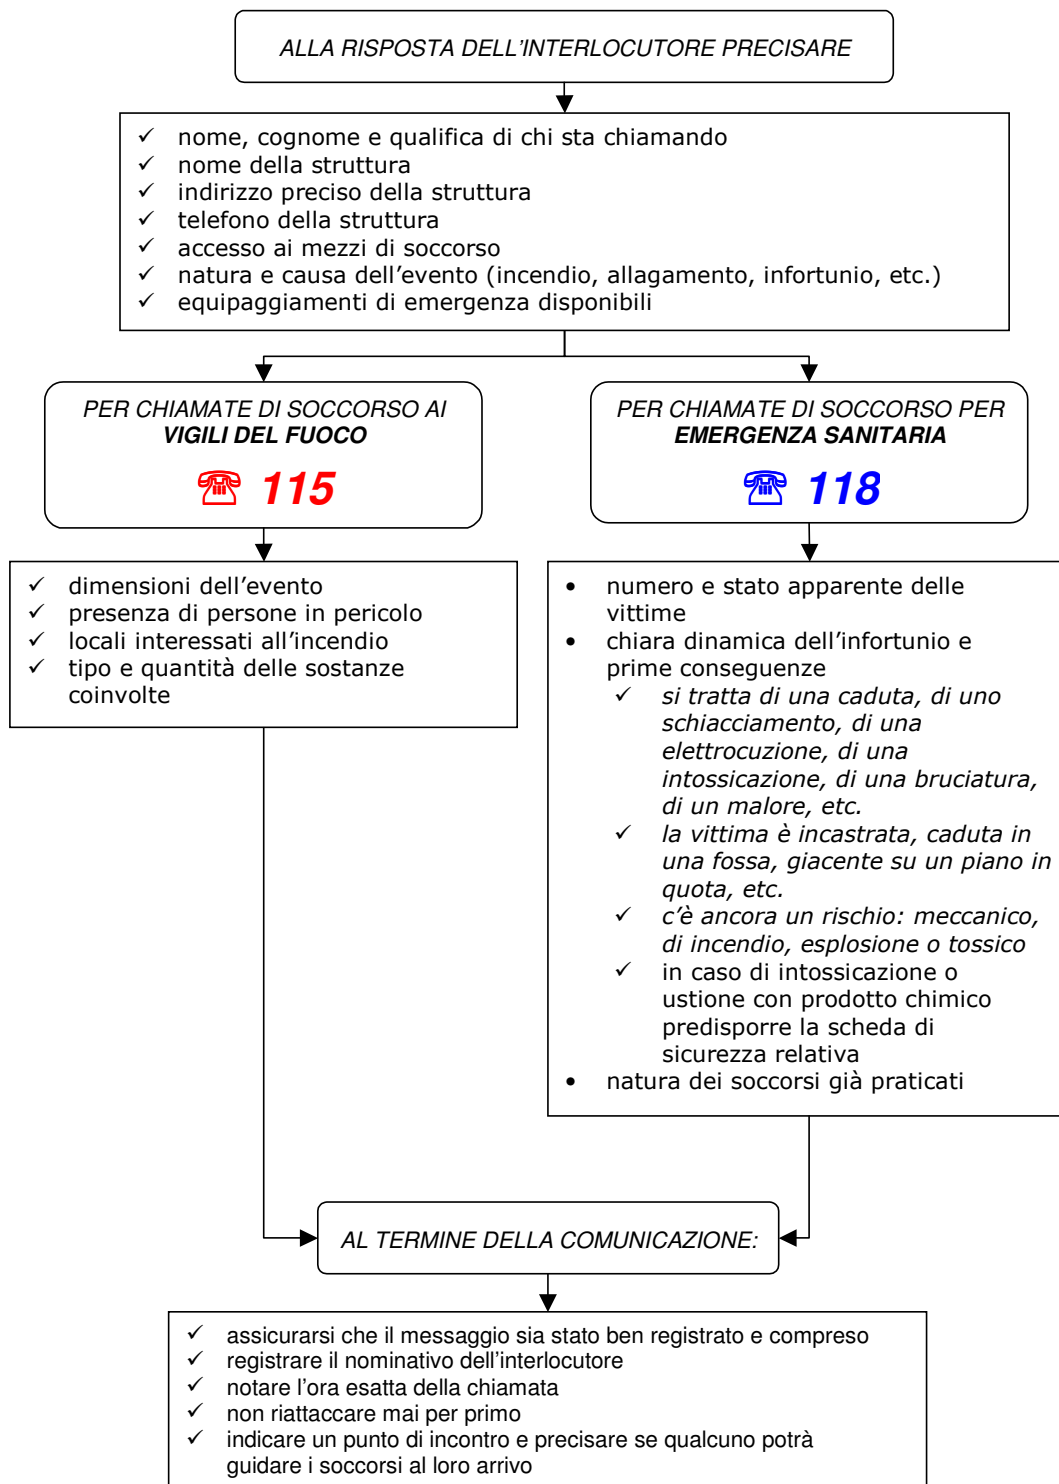 ALLA RISPOSTA DELL'INTERLOCUTORE PRECISARE
✓ nome, cognome e qualifica di chi sta chiamando
✓ nome della struttura
✓ indirizzo preciso della struttura
✓ telefono della struttura
✓ accesso ai mezzi di soccorso
✓ natura e causa dell'evento (incendio, allagamento, infortunio, etc.)
✓ equipaggiamenti di emergenza disponibili
PER CHIAMATE DI SOCCORSO AI
VIGILI DEL FUOCO
☎ 115
✓ dimensioni dell'evento
✓ presenza di persone in pericolo
✓ locali interessati all'incendio
✓ tipo e quantità delle sostanze
coinvolte
PER CHIAMATE DI SOCCORSO PER
EMERGENZA SANITARIA
☎ 118
• numero e stato apparente delle
vittime
• chiara dinamica dell'infortunio e
prime conseguenze
✓ si tratta di una caduta, di uno
schiacciamento, di una
elettrocuzione, di una
intossicazione, di una bruciatura,
di un malore, etc.
✓ la vittima è incastrata, caduta in
una fossa, giacente su un piano in
quota, etc.
✓ c'è ancora un rischio: meccanico,
di incendio, esplosione o tossico
✓ in caso di intossicazione o
ustione con prodotto chimico
predisporre la scheda di
sicurezza relativa
• natura dei soccorsi già praticati
AL TERMINE DELLA COMUNICAZIONE:
✓ assicurarsi che il messaggio sia stato ben registrato e compreso
✓ registrare il nominativo dell'interlocutore
✓ notare l'ora esatta della chiamata
✓ non riattaccare mai per primo
✓ indicare un punto di incontro e precisare se qualcuno potrà
guidare i soccorsi al loro arrivo